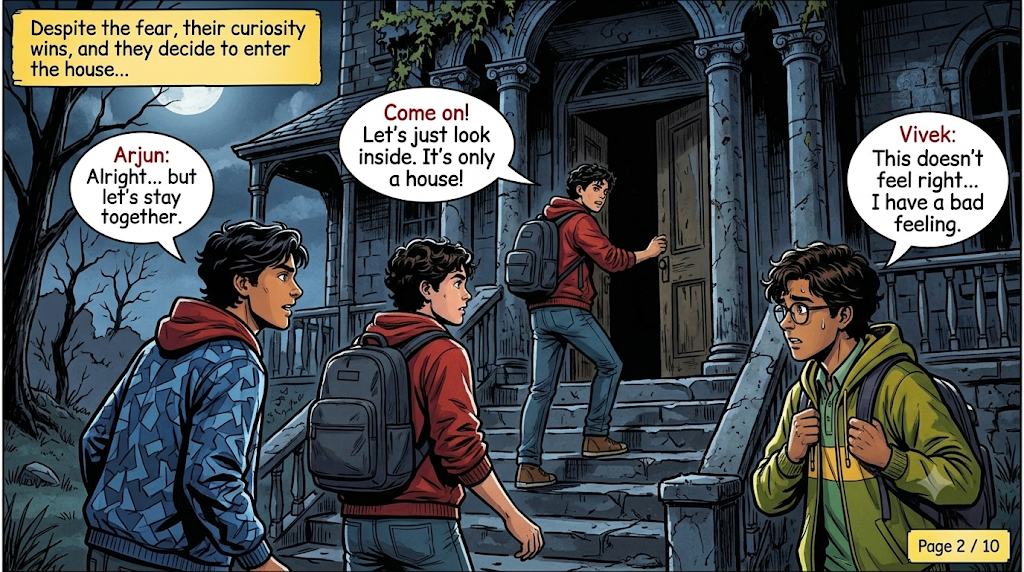 Despite the fear, their curiosity
wins, and they decide to enter
the house...
Arjun:
Alright... but
let's stay
together.
Come on!
Let's just look
inside. It's only
a house!
Vivek:
This doesn't
feel right...
I have a bad
feeling.
Page 2 / 10